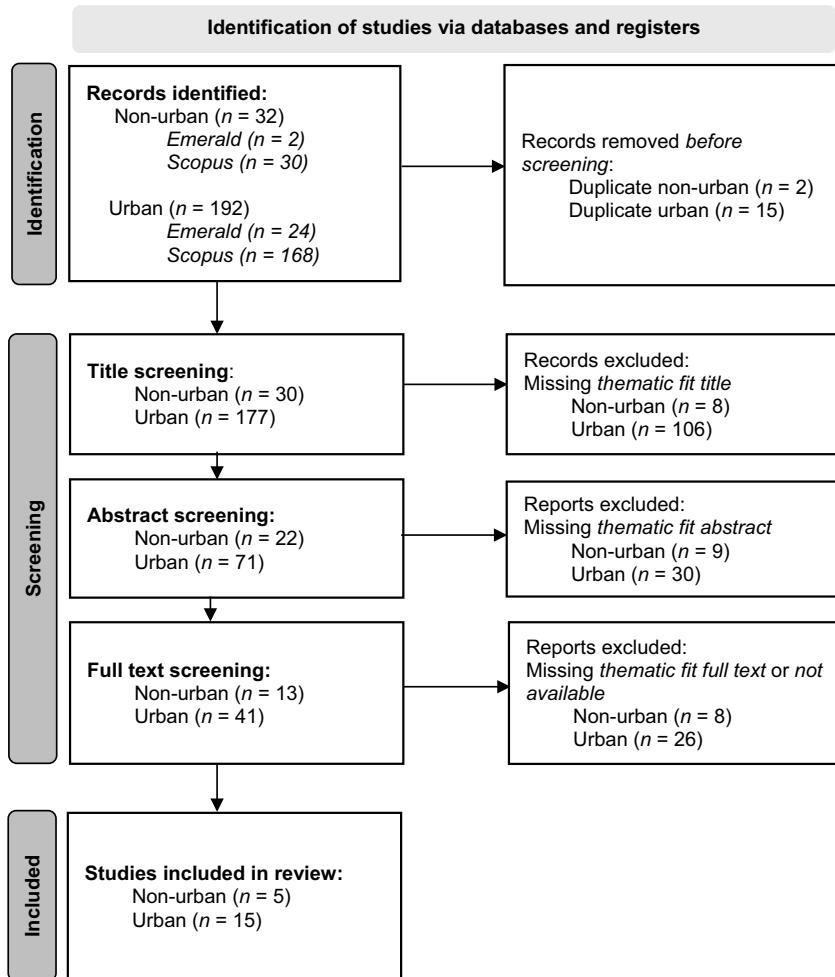 Identification of studies via databases and registers
Identification
Records identified:
Non-urban (n = 32)
Emerald (n = 2)
Scopus (n = 30)
Urban (n = 192)
Emerald (n = 24)
Scopus (n = 168)
Records removed before
screening:
Duplicate non-urban (n = 2)
Duplicate urban (n = 15)
Screening
Title screening:
Non-urban (n = 30)
Urban (n = 177)
Records excluded:
Missing thematic fit title
Non-urban (n = 8)
Urban (n = 106)
Abstract screening:
Non-urban (n = 22)
Urban (n = 71)
Reports excluded:
Missing thematic fit abstract
Non-urban (n = 9)
Urban (n = 30)
Full text screening:
Non-urban (n = 13)
Urban (n = 41)
Reports excluded:
Missing thematic fit full text or not
available
Non-urban (n = 8)
Urban (n = 26)
Included
Studies included in review:
Non-urban (n = 5)
Urban (n = 15)